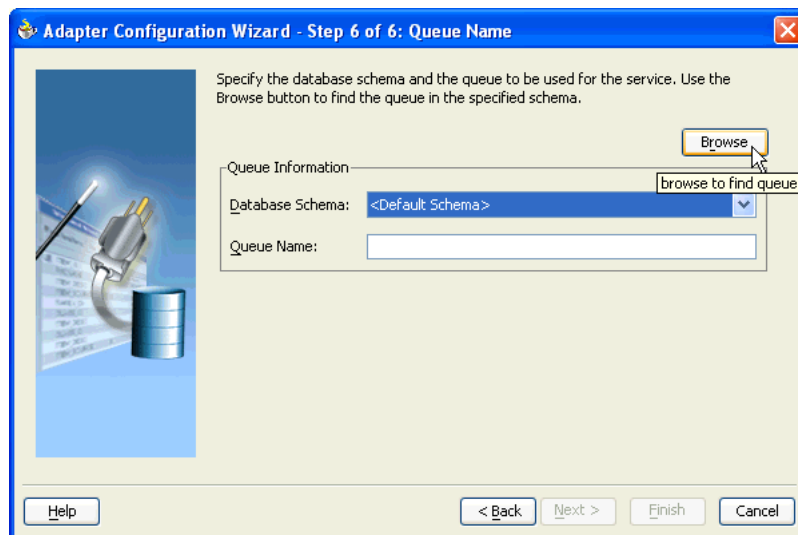 Adapter Configuration Wizard - Step 6 of 6: Queue Name
Specify the database schema and the queue to be used for the service. Use the
Browse button to find the queue in the specified schema.
Browse
Queue Information
browse to find queue
Database Schema: <Default Schema>
Queue Name:
Help
< Back
Next >
Finish
Cancel